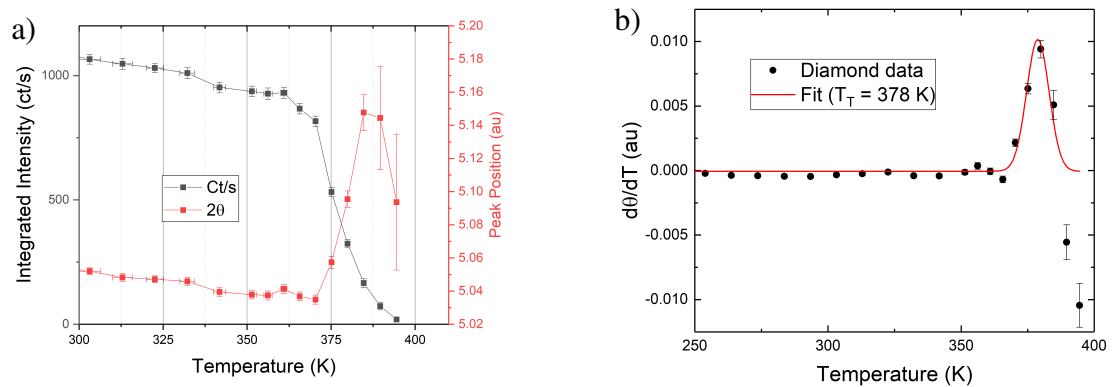 a)
Integrated Intensity (ct/s)
1000
500
0
Ct/s
2θ
300
325
350
375
400
Temperature (K)
5.20
5.18
5.16
5.14
5.12
5.10
5.08
5.06
5.04
5.02
Peak Position (au)
b)
dθ/dT (au)
0.010
0.005
0.000
-0.005
-0.010
Diamond data
Fit (T_T = 378 K)
250
300
350
400
Temperature (K)